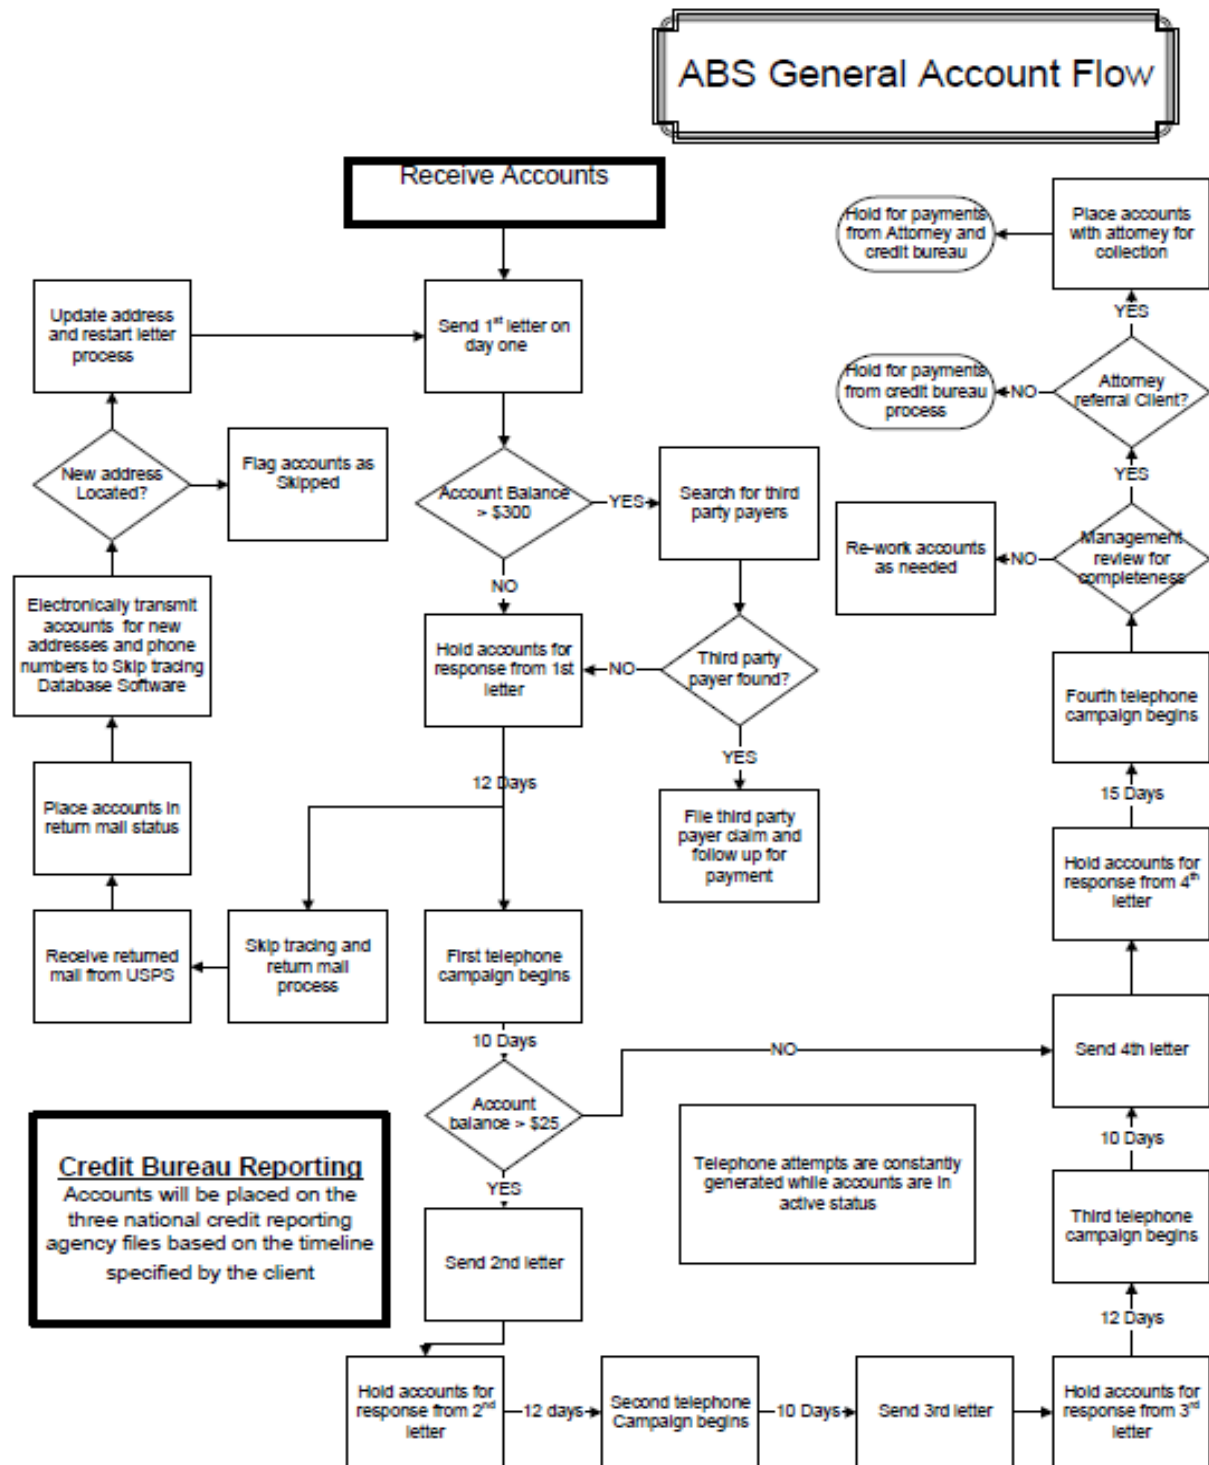 ABS General Account Flow
Receive Accounts
Hold for payments
from Attorney and
credit bureau
Place accounts
with attorney for
collection
Update address
and restart letter
process
Send 1st letter on
day one
YES
Hold for payments
from credit bureau
process
NO
Attorney
referral Client?
New address
Located?
Flag accounts as
Skipped
Account Balance
> $300
YES
Search for third
party payers
YES
Re-work accounts
as needed
NO
Management
review for
completeness
NO
Electronically transmit
accounts for new
addresses and phone
numbers to Skip tracing
Database Software
Hold accounts for
response from 1st
letter
NO
Third party
payer found?
Fourth telephone
campaign begins
YES
12 Days
15 Days
Place accounts in
return mail status
File third party
payer claim and
follow up for
payment
Hold accounts for
response from 4th
letter
Receive returned
mail from USPS
Skip tracing and
return mail
process
First telephone
campaign begins
10 Days
NO
Send 4th letter
Account
balance > $25
10 Days
Credit Bureau Reporting
Accounts will be placed on the
three national credit reporting
agency files based on the timeline
specified by the client
YES
Telephone attempts are constantly
generated while accounts are in
active status
Third telephone
campaign begins
Send 2nd letter
12 Days
Hold accounts for
response from 2nd
letter
12 days
Second telephone
Campaign begins
10 Days
Send 3rd letter
Hold accounts for
response from 3rd
letter